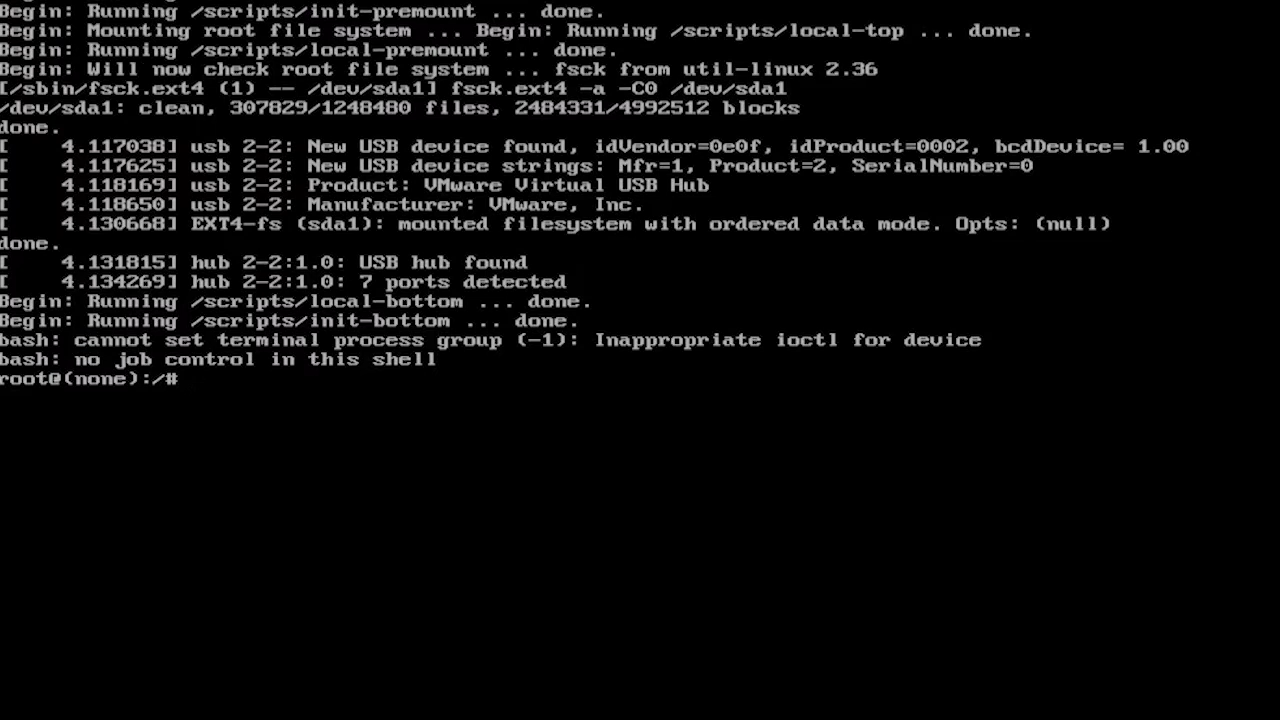 Begin: Running /scripts/init-premount ... done.
Begin: Mounting root file system ... Begin: Running /scripts/local-top ... done.
Begin: Running /scripts/local-premount ... done.
Begin: Will now check root file system ... fsck from util-linux 2.36
[/sbin/fsck.ext4 (1) -- /dev/sda1] fsck.ext4 -a -C0 /dev/sda1
/dev/sda1: clean, 307829/1248480 files, 2484331/4992512 blocks
done.
[    4.117038] usb 2-2: New USB device found, idVendor=0e0f, idProduct=0002, bcdDevice= 1.00
[    4.117625] usb 2-2: New USB device strings: Mfr=1, Product=2, SerialNumber=0
[    4.118169] usb 2-2: Product: VMware Virtual USB Hub
[    4.118650] usb 2-2: Manufacturer: VMware, Inc.
[    4.130668] EXT4-fs (sda1): mounted filesystem with ordered data mode. Opts: (null)
done.
[    4.131815] hub 2-2:1.0: USB hub found
[    4.134269] hub 2-2:1.0: 7 ports detected
Begin: Running /scripts/local-bottom ... done.
Begin: Running /scripts/init-bottom ... done.
bash: cannot set terminal process group (-1): Inappropriate ioctl for device
bash: no job control in this shell
root@(none):/#